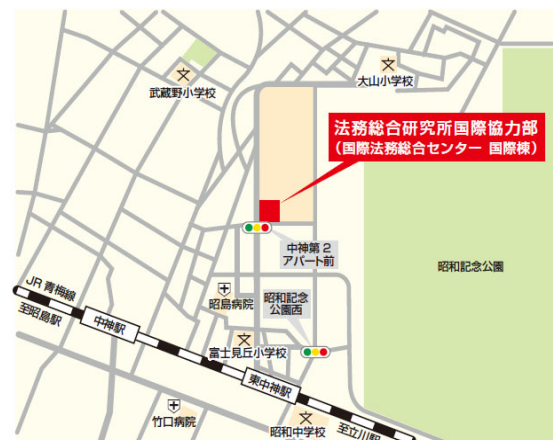 武蔵野小学校
大山小学校
法務総合研究所国際協力部
（国際法務総合センター 国際棟）
中神第2
アパート前
昭和記念公園
昭島病院
昭和記念
公園西
JR青梅線
至昭島駅
中神駅
富士見丘小学校
東中神駅
竹口病院
昭和中学校
至立川駅